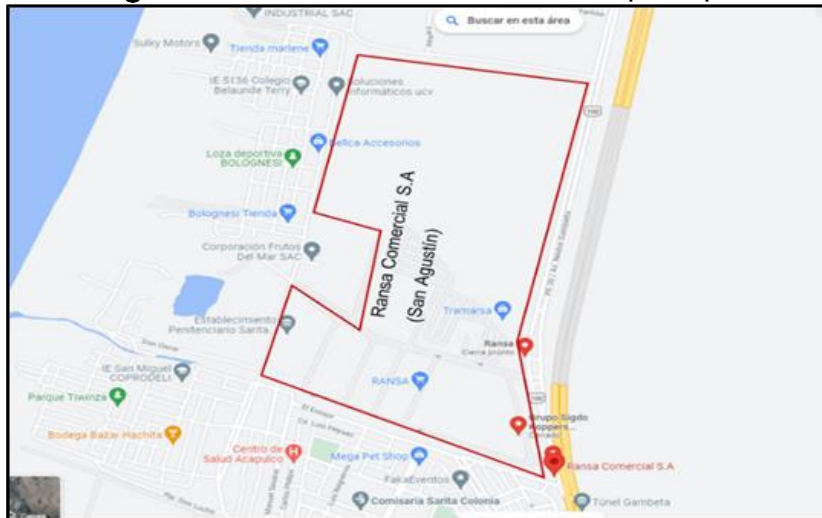 INDUSTRIAL SAC
Buscar en esta área
Sulky Motors
Tienda marlene
IE 5136 Colegio
Belaunde Terry
Soluciones
informáticos ucv
Bellca Accesorios
Loza deportiva
BOLOGNESI
Bolognesi Tienda
Corporación Frutos
Del Mar SAC
Ransa Comercial S.A
(San Agustín)
Establecimiento
Penitenciario Sarita
Tramarsa
Ransa
Cierra pronto
IE San Miguel
COPRODELI
RANSA
Parque Tiwinza
Grupo Sigdo
Koppers...
Cerrado
Bodega Bazar Hachita
Centro de
Salud Acapulco
Mega Pet Shop
Ransa Comercial S.A
FakaEventos
Comisaría Sarita Colonia
Túnel Gambeta